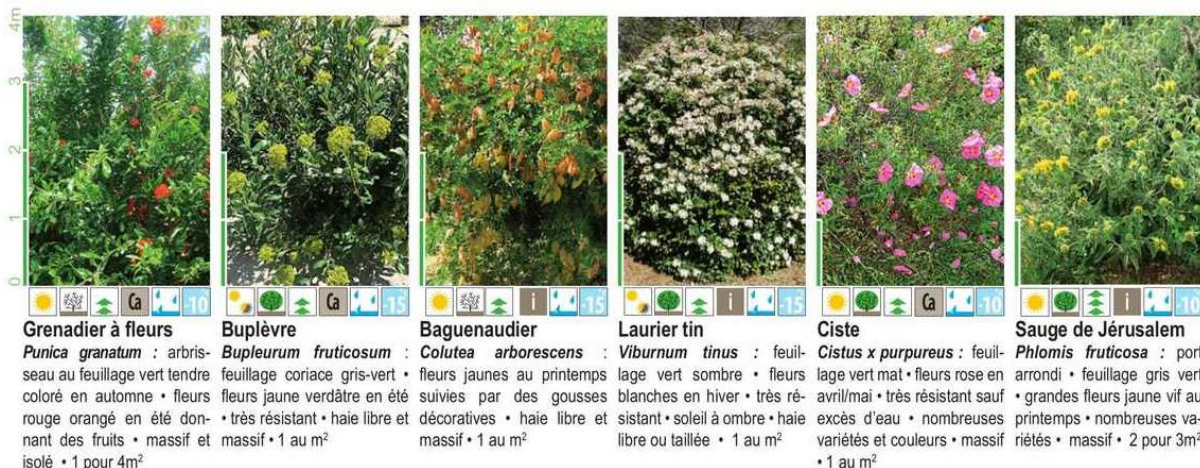 4m
3
2
1
0
Ca
-10
Grenadier à fleurs
Punica granatum : arbris-
seau au feuillage vert tendre
coloré en automne • fleurs
rouge orangé en été don-
nant des fruits • massif et
isolé • 1 pour 4m²
Ca
-15
Buplèvre
Bupleurum fruticosum :
feuillage coriace gris-vert •
fleurs jaune verdâtre en été
• très résistant • haie libre et
massif • 1 au m²
i
-15
Baguenaudier
Colutea arborescens :
fleurs jaunes au printemps
suivies par des gousses
décoratives • haie libre et
massif • 1 au m²
i
-15
Laurier tin
Viburnum tinus : feuil-
lage vert sombre • fleurs
blanches en hiver • très ré-
sistant • soleil à ombre • haie
libre ou taillée • 1 au m²
Ca
-10
Ciste
Cistus x purpureus : feuil-
lage vert mat • fleurs rose en
avril/mai • très résistant sauf
excès d'eau • nombreuses
variétés et couleurs • massif
• 1 au m²
i
Sauge de Jérusalem
Phlomis fruticosa : port
arrondi • feuillage gris vert
• grandes fleurs jaune vif au
printemps • nombreuses va-
riétés • massif • 2 pour 3m²